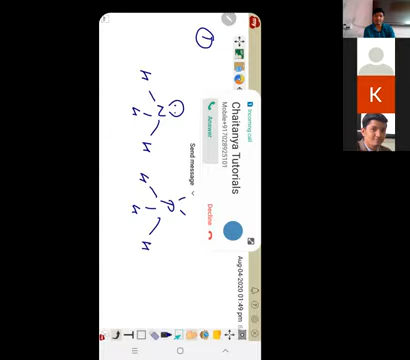 Aug-04-2020 01:49 pm
Incoming call
Chaitanya Tutorials
Answer
Decline
Send message
①
N
H H H
P
H H H
K